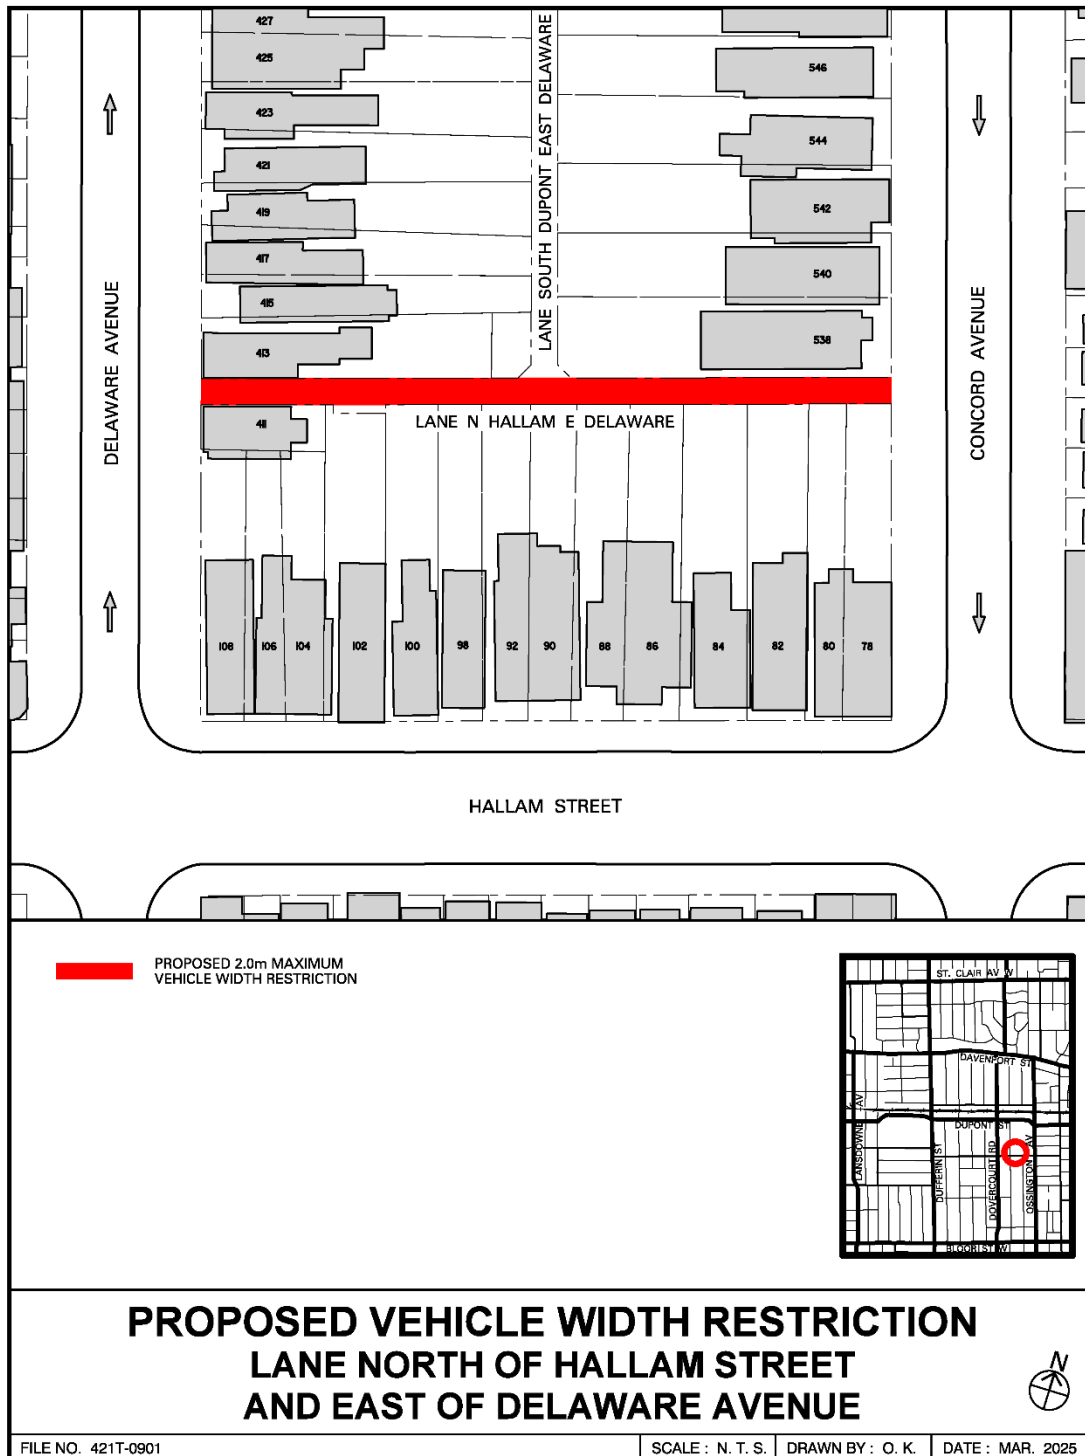 427
425
423
421
419
417
415
413
411
546
544
542
540
538
DELAWARE AVENUE
LANE SOUTH DUPONT EAST DELAWARE
CONCORD AVENUE
LANE N HALLAM E DELAWARE
108
106
104
102
100
98
92
90
88
86
84
82
80
78
HALLAM STREET
PROPOSED 2.0m MAXIMUM
VEHICLE WIDTH RESTRICTION
ST. CLAIR AV W
DAVENPORT ST
DUPONT ST
LANSDOWNE AV
DUFFERIN ST
DOVERCOURT RD
OSSINGTON AV
BLOOR ST W
PROPOSED VEHICLE WIDTH RESTRICTION
LANE NORTH OF HALLAM STREET
AND EAST OF DELAWARE AVENUE
N
FILE NO. 421T-0901
SCALE : N. T. S.
DRAWN BY : O. K.
DATE : MAR. 2025